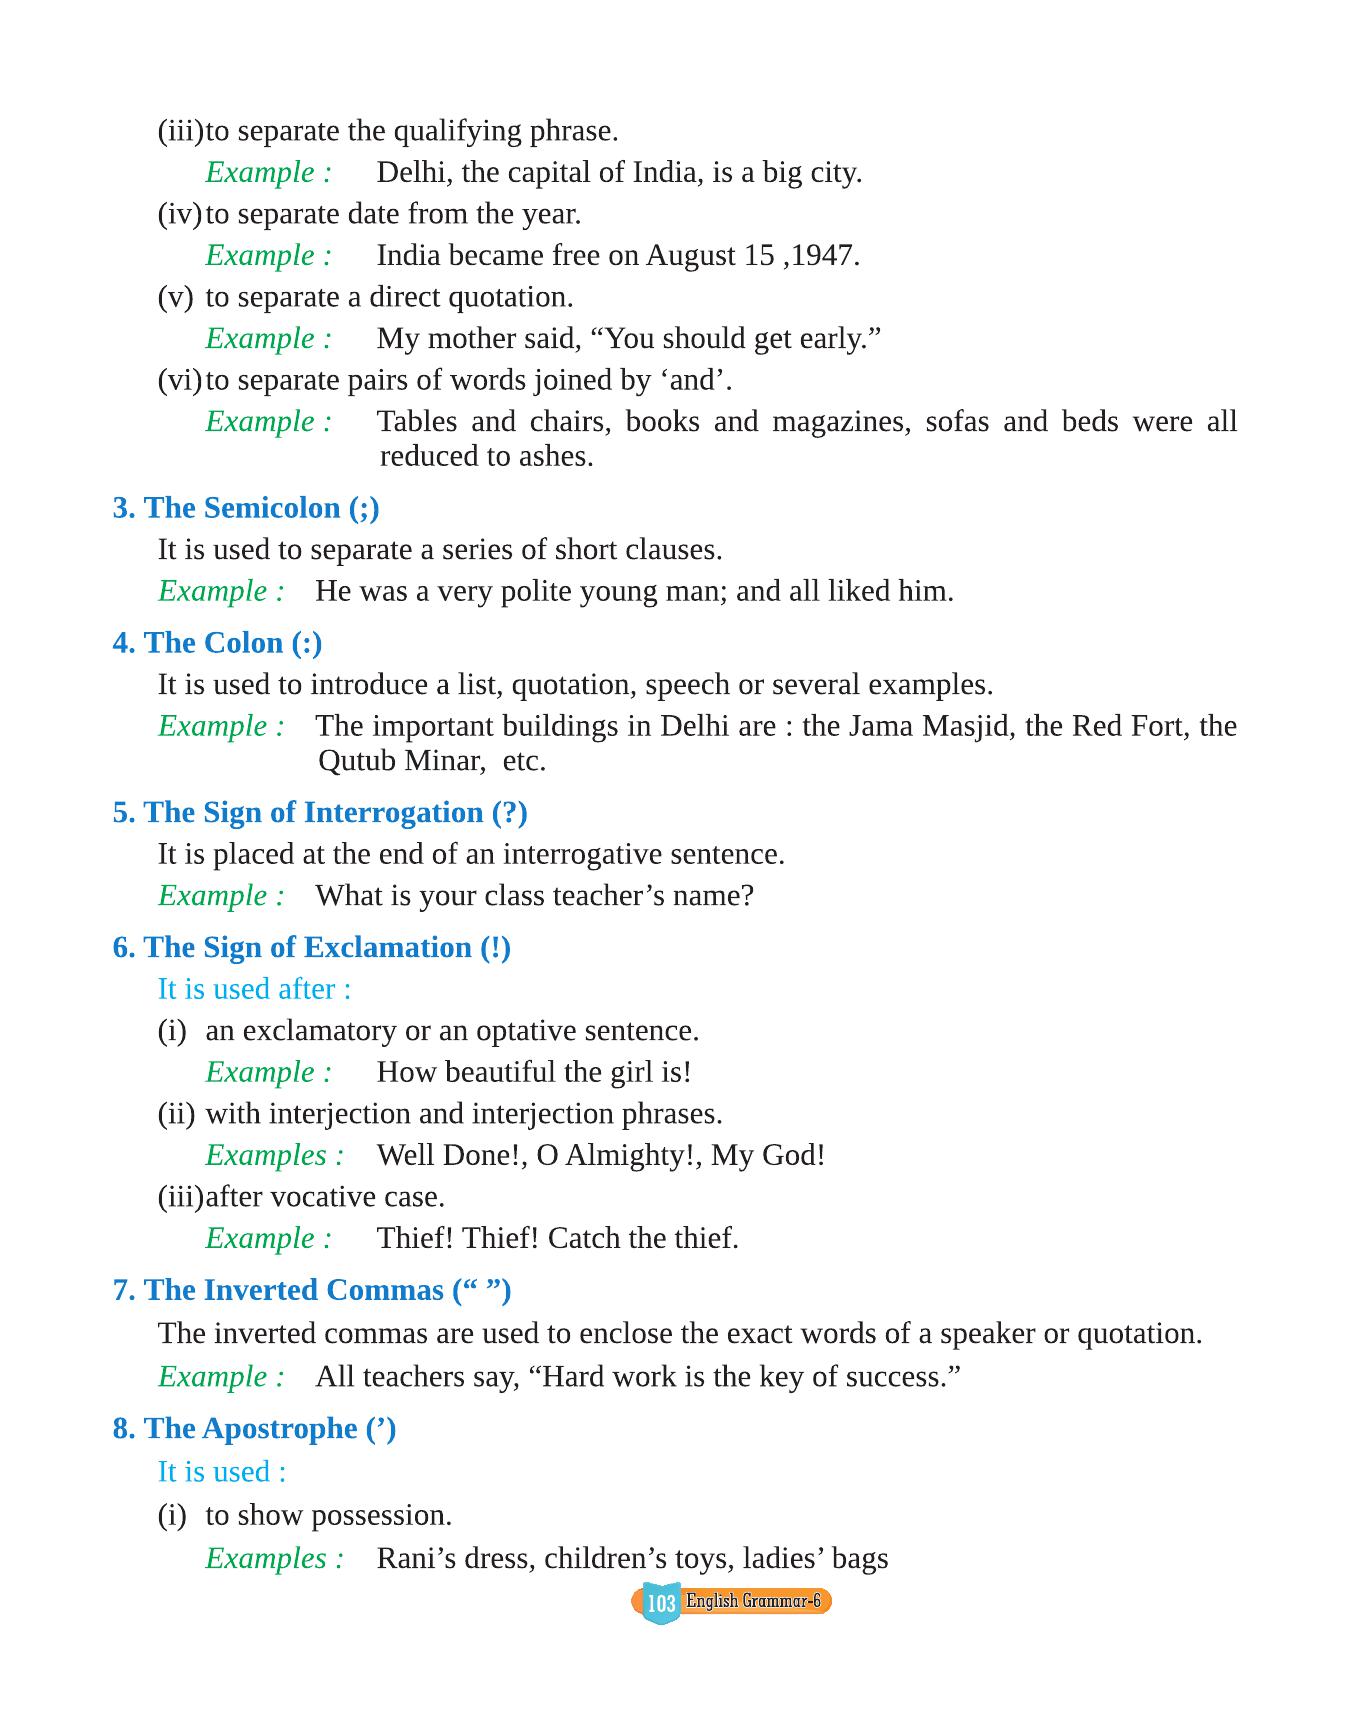 (iii)to separate the qualifying phrase.
Example : Delhi, the capital of India, is a big city.
(iv)to separate date from the year.
Example : India became free on August 15 ,1947.
(v) to separate a direct quotation.
Example : My mother said, “You should get early.”
(vi)to separate pairs of words joined by ‘and’.
Example : Tables and chairs, books and magazines, sofas and beds were all
reduced to ashes.
3. The Semicolon (;)
It is used to separate a series of short clauses.
Example : He was a very polite young man; and all liked him.
4. The Colon (:)
It is used to introduce a list, quotation, speech or several examples.
Example : The important buildings in Delhi are : the Jama Masjid, the Red Fort, the
Qutub Minar, etc.
5. The Sign of Interrogation (?)
It is placed at the end of an interrogative sentence.
Example : What is your class teacher’s name?
6. The Sign of Exclamation (!)
It is used after :
(i) an exclamatory or an optative sentence.
Example : How beautiful the girl is!
(ii) with interjection and interjection phrases.
Examples : Well Done!, O Almighty!, My God!
(iii)after vocative case.
Example : Thief! Thief! Catch the thief.
7. The Inverted Commas (“ ”)
The inverted commas are used to enclose the exact words of a speaker or quotation.
Example : All teachers say, “Hard work is the key of success.”
8. The Apostrophe (’)
It is used :
(i) to show possession.
Examples : Rani’s dress, children’s toys, ladies’ bags
103 English Grammar-6